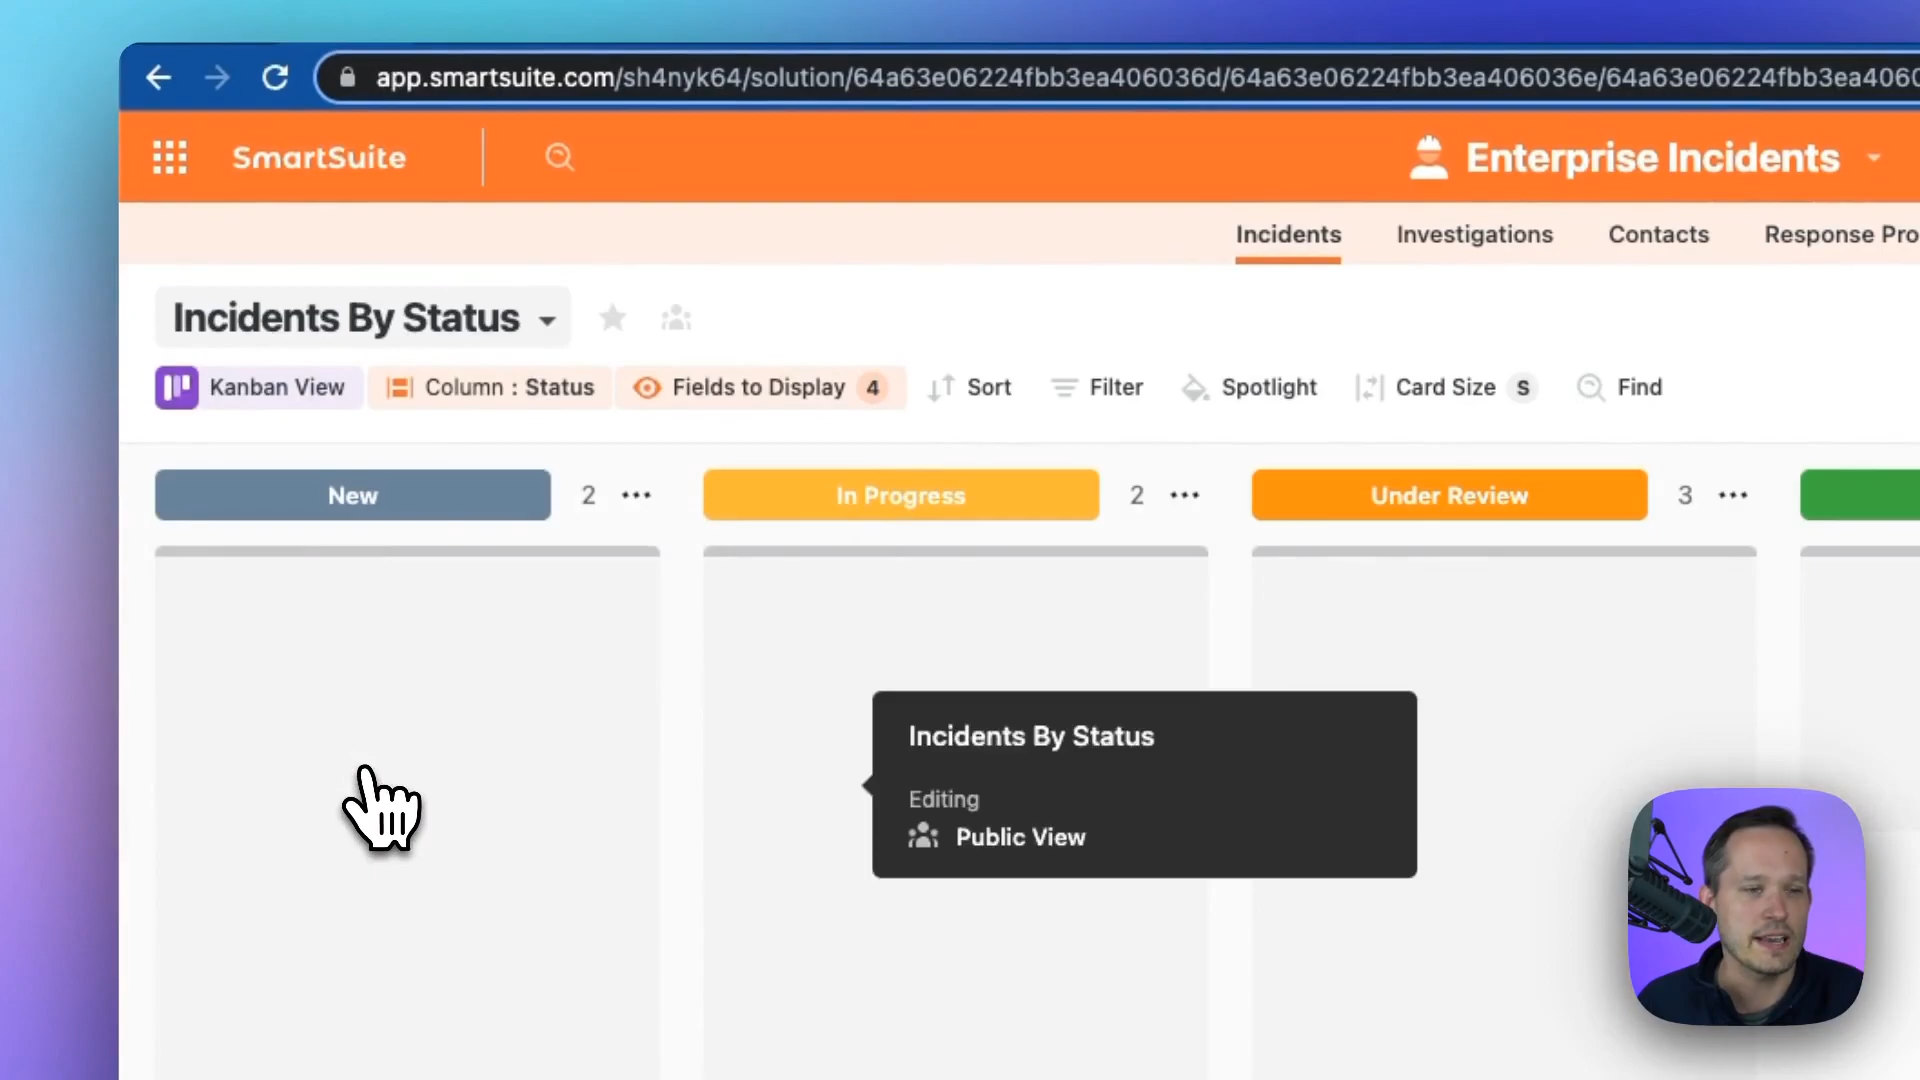 app.smartsuite.com/sh4nyk64/solution/64a63e06224fbb3ea406036d/64a63e06224fbb3ea406036e/64a63e06224fbb3ea4060
SmartSuite
Enterprise Incidents
Incidents
Investigations
Contacts
Response Pro
Incidents By Status
Kanban View
Column : Status
Fields to Display 4
Sort
Filter
Spotlight
Card Size S
Find
New 2
In Progress 2
Under Review 3
Incidents By Status
Editing
Public View